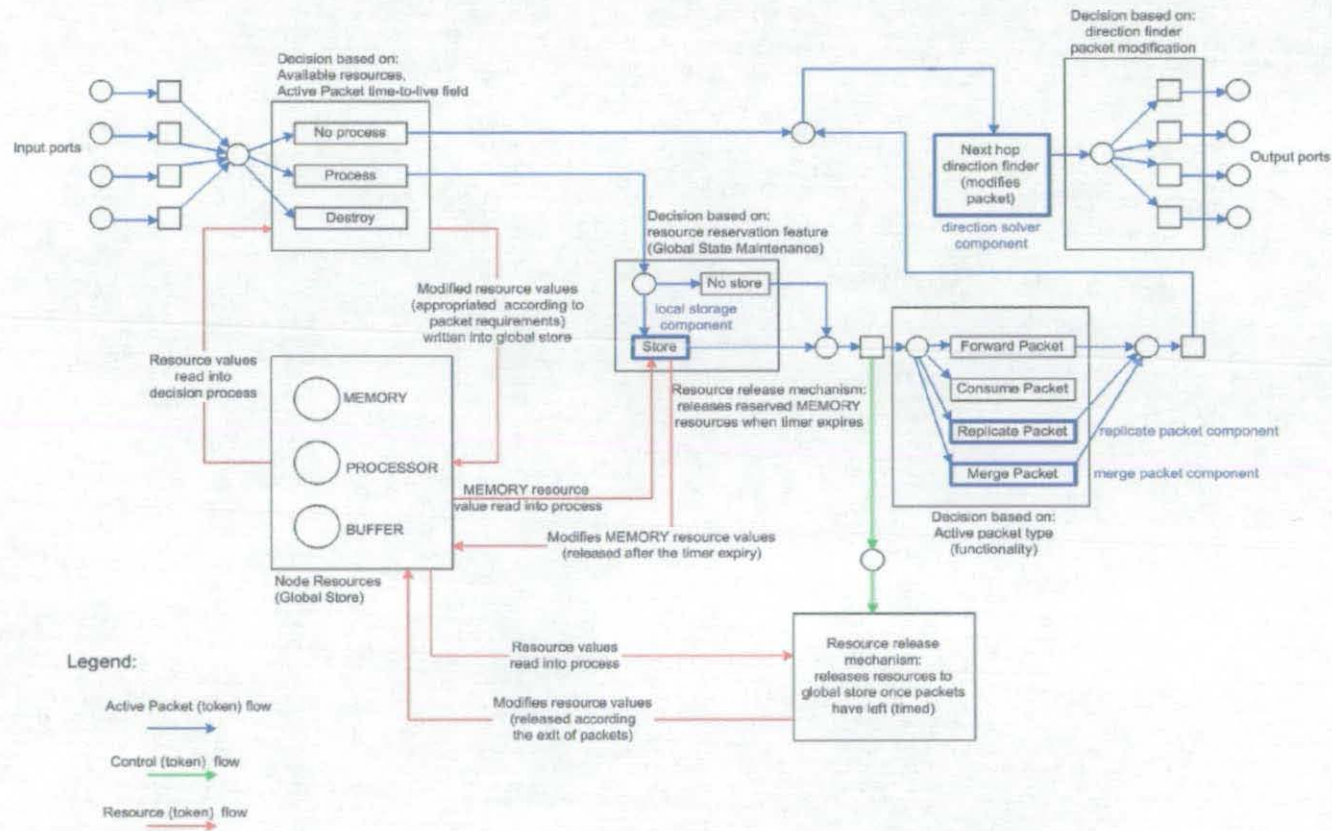 Decision based on:
Available resources,
Active Packet time-to-live field
Input ports
No process
Process
Destroy
Decision based on:
direction finder
packet modification
Next hop
direction finder
(modifies
packet)
direction solver
component
Output ports
Decision based on:
resource reservation feature
(Global State Maintenance)
No store
local storage
component
Store
Resource release mechanism:
releases reserved MEMORY
resources when timer expires
Forward Packet
Consume Packet
Replicate Packet
Merge Packet
replicate packet component
merge packet component
Decision based on:
Active packet type
(functionality)
Modified resource values
(appropriated according to
packet requirements)
written into global store
Resource values
read into
decision process
MEMORY
PROCESSOR
BUFFER
Node Resources
(Global Store)
MEMORY resource
value read into process
Modifies MEMORY resource values
(released after the timer expiry)
Resource values
read into process
Modifies resource values
(released according
the exit of packets)
Resource release
mechanism:
releases resources to
global store once packets
have left (timed)
Legend:
Active Packet (token) flow
Control (token) flow
Resource (token) flow